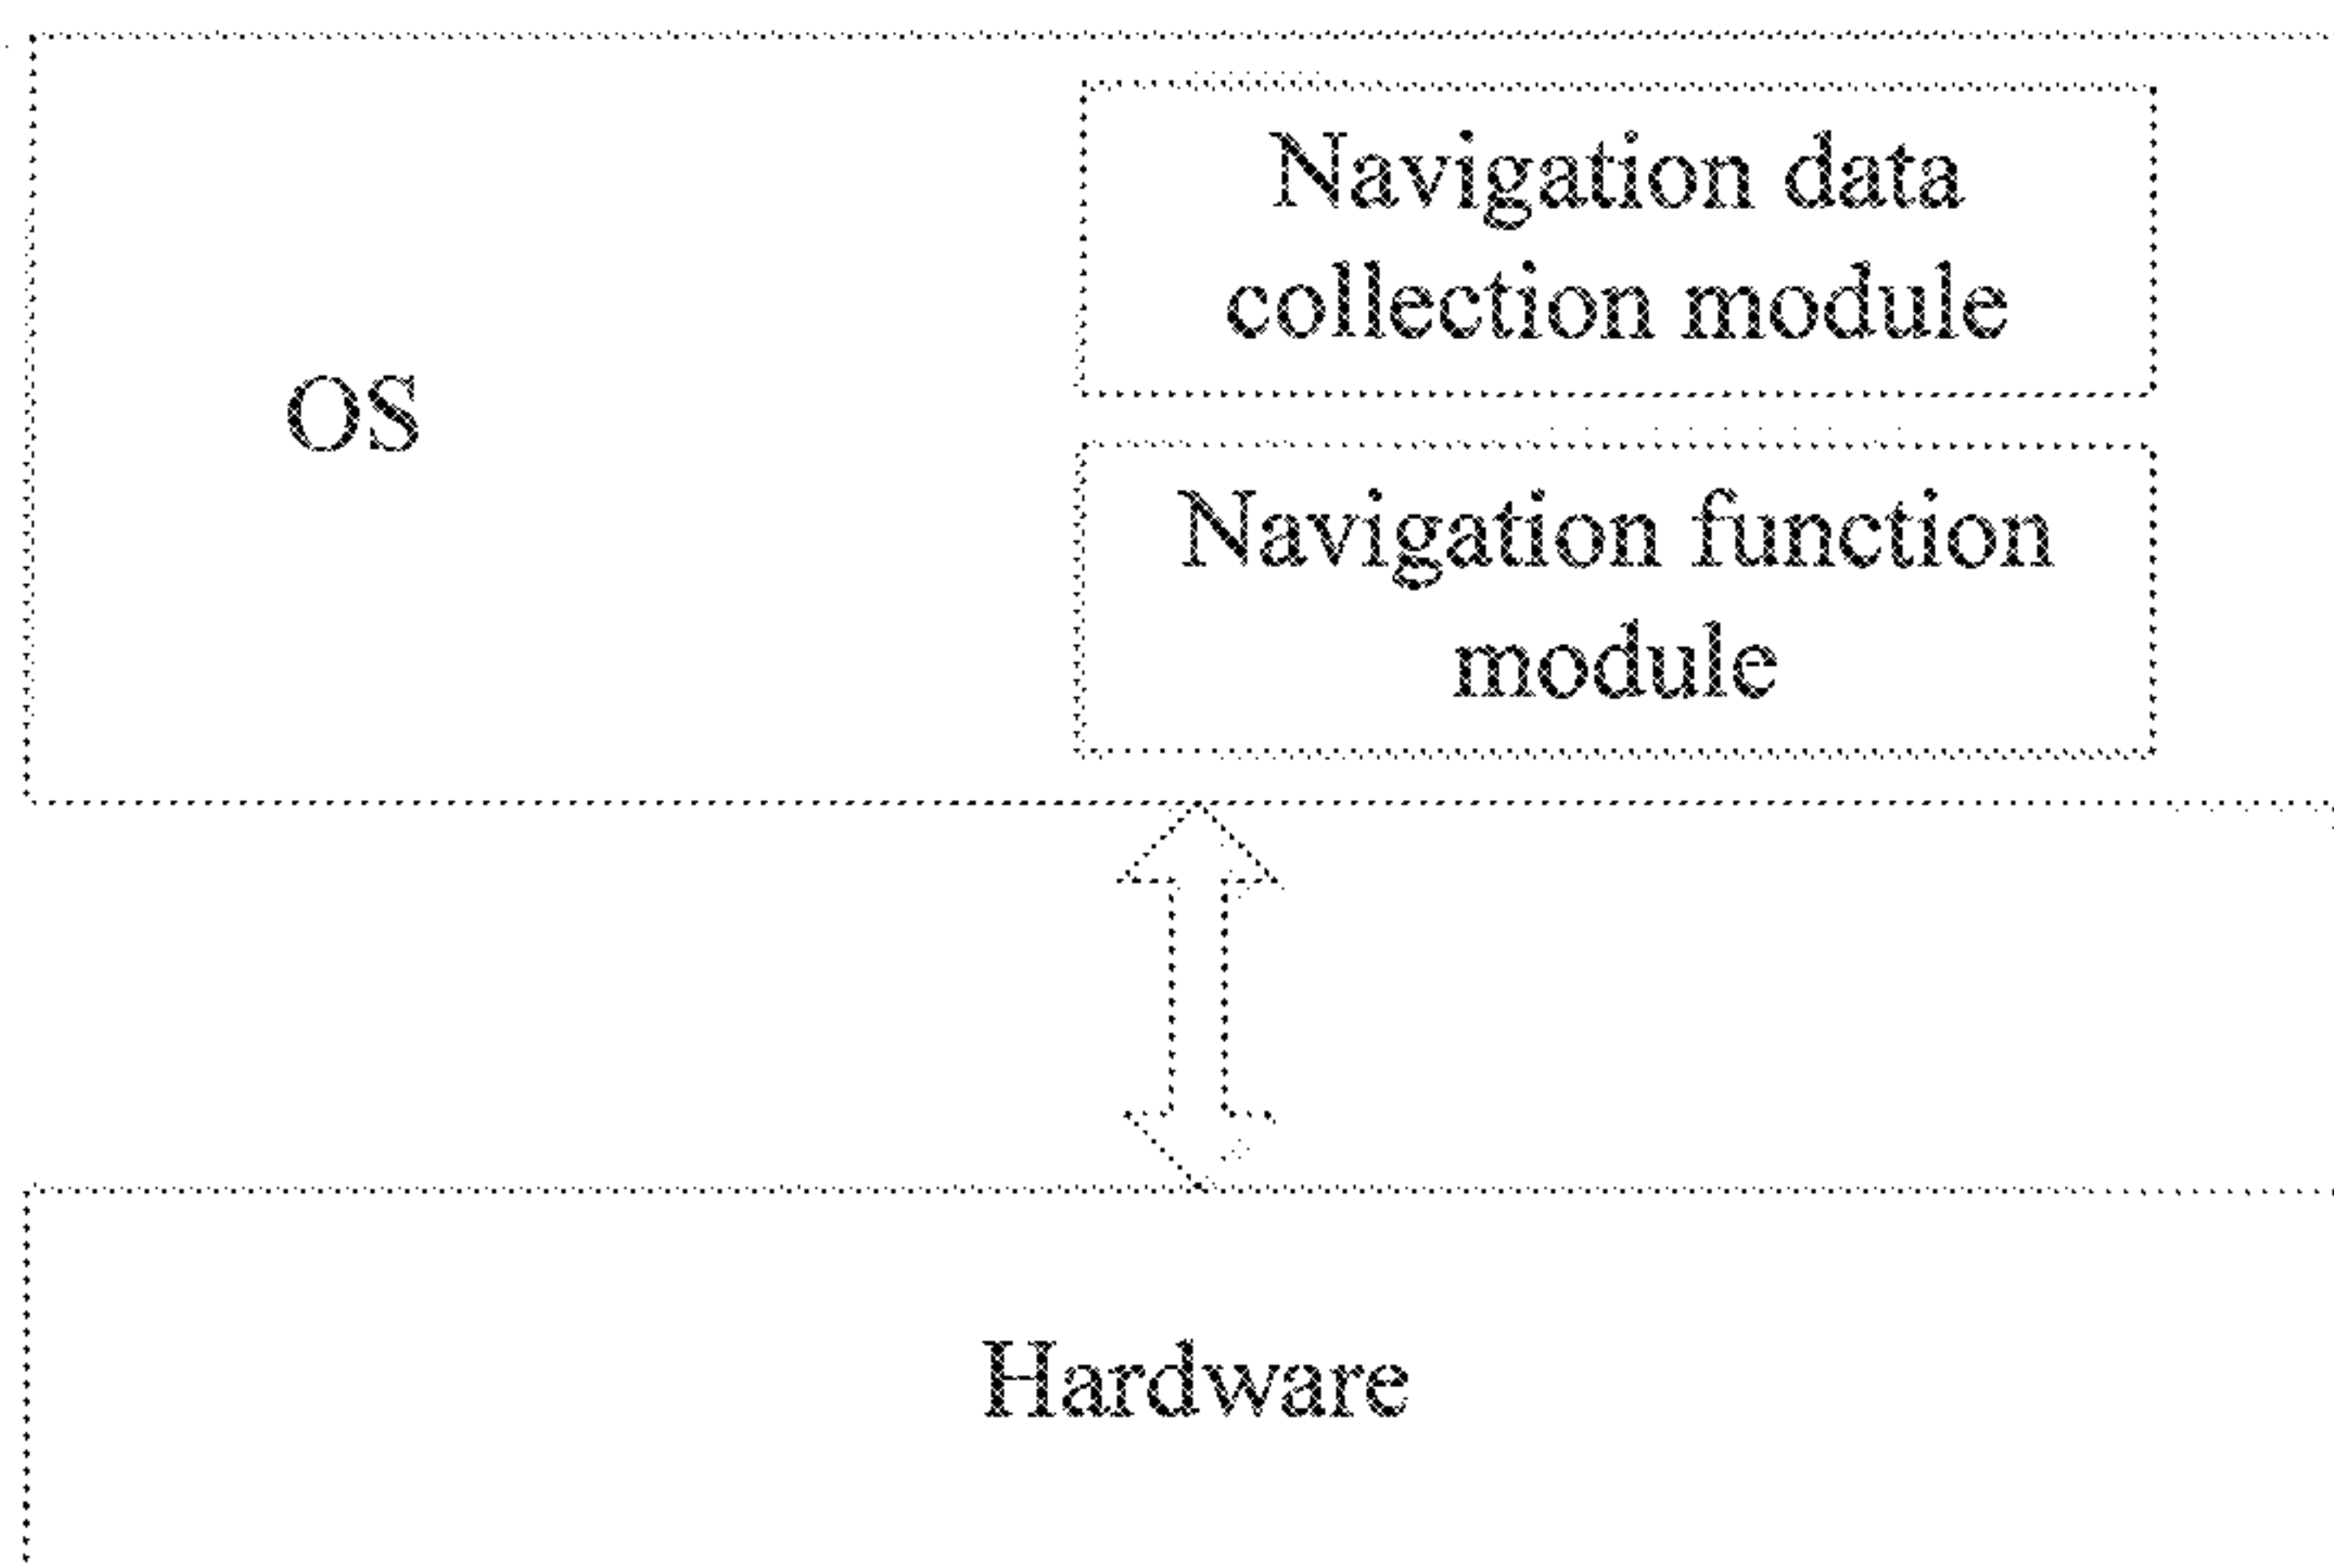 Navigation data
collection module
OS
Navigation function
module
Hardware